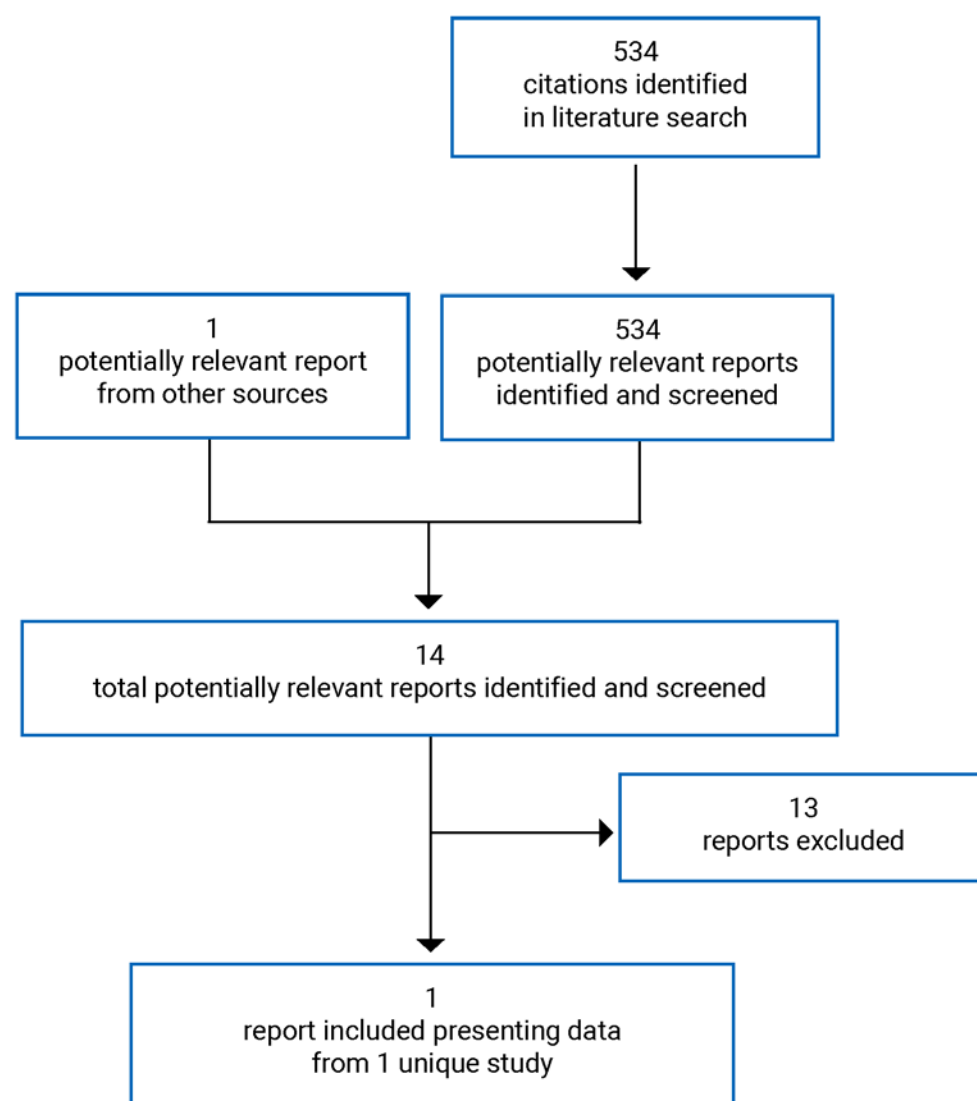 534
citations identified
in literature search
1
potentially relevant report
from other sources
534
potentially relevant reports
identified and screened
14
total potentially relevant reports identified and screened
13
reports excluded
1
report included presenting data
from 1 unique study